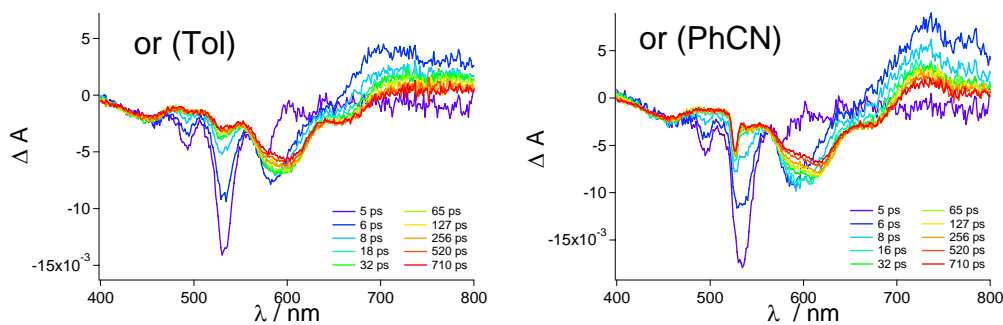 or (Tol)
5
0
-5
-10
-15x10⁻³
Δ A
400
500
600
700
800
λ / nm
5 ps
6 ps
8 ps
18 ps
32 ps
65 ps
127 ps
256 ps
520 ps
710 ps
or (PhCN)
5
0
-5
-10
-15x10⁻³
Δ A
400
500
600
700
800
λ / nm
5 ps
6 ps
8 ps
16 ps
32 ps
65 ps
127 ps
256 ps
520 ps
710 ps